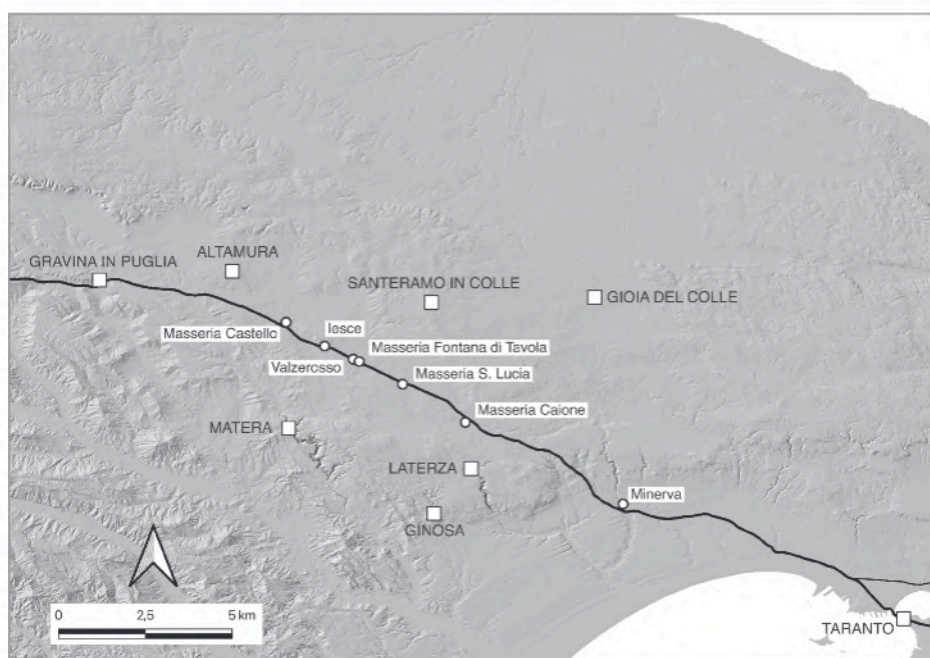 ALTAMURA
GRAVINA IN PUGLIA
SANTERAMO IN COLLE
GIOIA DEL COLLE
Masseria Castello
Iesce
Masseria Fontana di Tavola
Valzerosso
Masseria S. Lucia
Masseria Caione
MATERA
LATERZA
Minerva
GINOSA
0 2,5 5 km
TARANTO